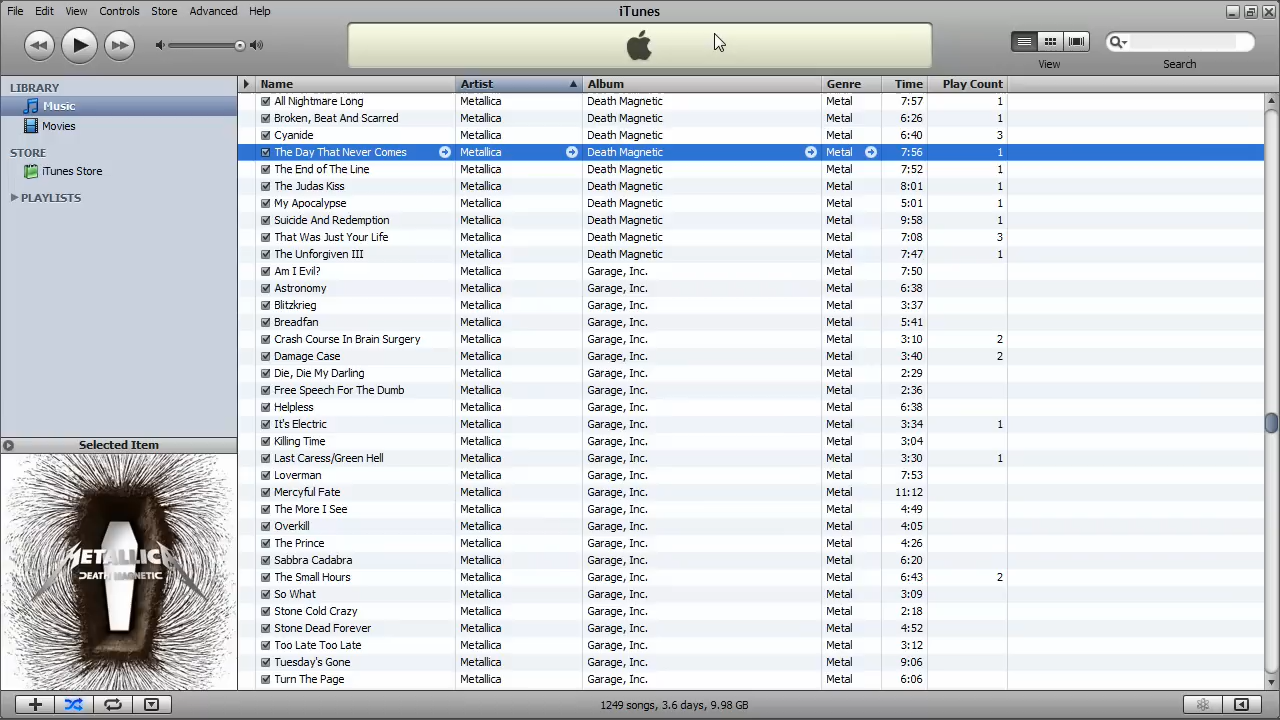 File Edit View Controls Store Advanced Help
iTunes
View
Search
LIBRARY
Music
Movies
STORE
iTunes Store
PLAYLISTS
Selected Item
METALLICA
DEATH MAGNETIC
Name Artist Album Genre Time Play Count
All Nightmare Long Metallica Death Magnetic Metal 7:57 1
Broken, Beat And Scarred Metallica Death Magnetic Metal 6:26 1
Cyanide Metallica Death Magnetic Metal 6:40 3
The Day That Never Comes Metallica Death Magnetic Metal 7:56 1
The End of The Line Metallica Death Magnetic Metal 7:52 1
The Judas Kiss Metallica Death Magnetic Metal 8:01 1
My Apocalypse Metallica Death Magnetic Metal 5:01 1
Suicide And Redemption Metallica Death Magnetic Metal 9:58 1
That Was Just Your Life Metallica Death Magnetic Metal 7:08 3
The Unforgiven III Metallica Death Magnetic Metal 7:47 1
Am I Evil? Metallica Garage, Inc. Metal 7:50
Astronomy Metallica Garage, Inc. Metal 6:38
Blitzkrieg Metallica Garage, Inc. Metal 3:37
Breadfan Metallica Garage, Inc. Metal 5:41
Crash Course In Brain Surgery Metallica Garage, Inc. Metal 3:10 2
Damage Case Metallica Garage, Inc. Metal 3:40 2
Die, Die My Darling Metallica Garage, Inc. Metal 2:29
Free Speech For The Dumb Metallica Garage, Inc. Metal 2:36
Helpless Metallica Garage, Inc. Metal 6:38
It's Electric Metallica Garage, Inc. Metal 3:34 1
Killing Time Metallica Garage, Inc. Metal 3:04
Last Caress/Green Hell Metallica Garage, Inc. Metal 3:30 1
Loverman Metallica Garage, Inc. Metal 7:53
Mercyful Fate Metallica Garage, Inc. Metal 11:12
The More I See Metallica Garage, Inc. Metal 4:49
Overkill Metallica Garage, Inc. Metal 4:05
The Prince Metallica Garage, Inc. Metal 4:26
Sabbra Cadabra Metallica Garage, Inc. Metal 6:20
The Small Hours Metallica Garage, Inc. Metal 6:43 2
So What Metallica Garage, Inc. Metal 3:09
Stone Cold Crazy Metallica Garage, Inc. Metal 2:18
Stone Dead Forever Metallica Garage, Inc. Metal 4:52
Too Late Too Late Metallica Garage, Inc. Metal 3:12
Tuesday's Gone Metallica Garage, Inc. Metal 9:06
Turn The Page Metallica Garage, Inc. Metal 6:06
1249 songs, 3.6 days, 9.98 GB